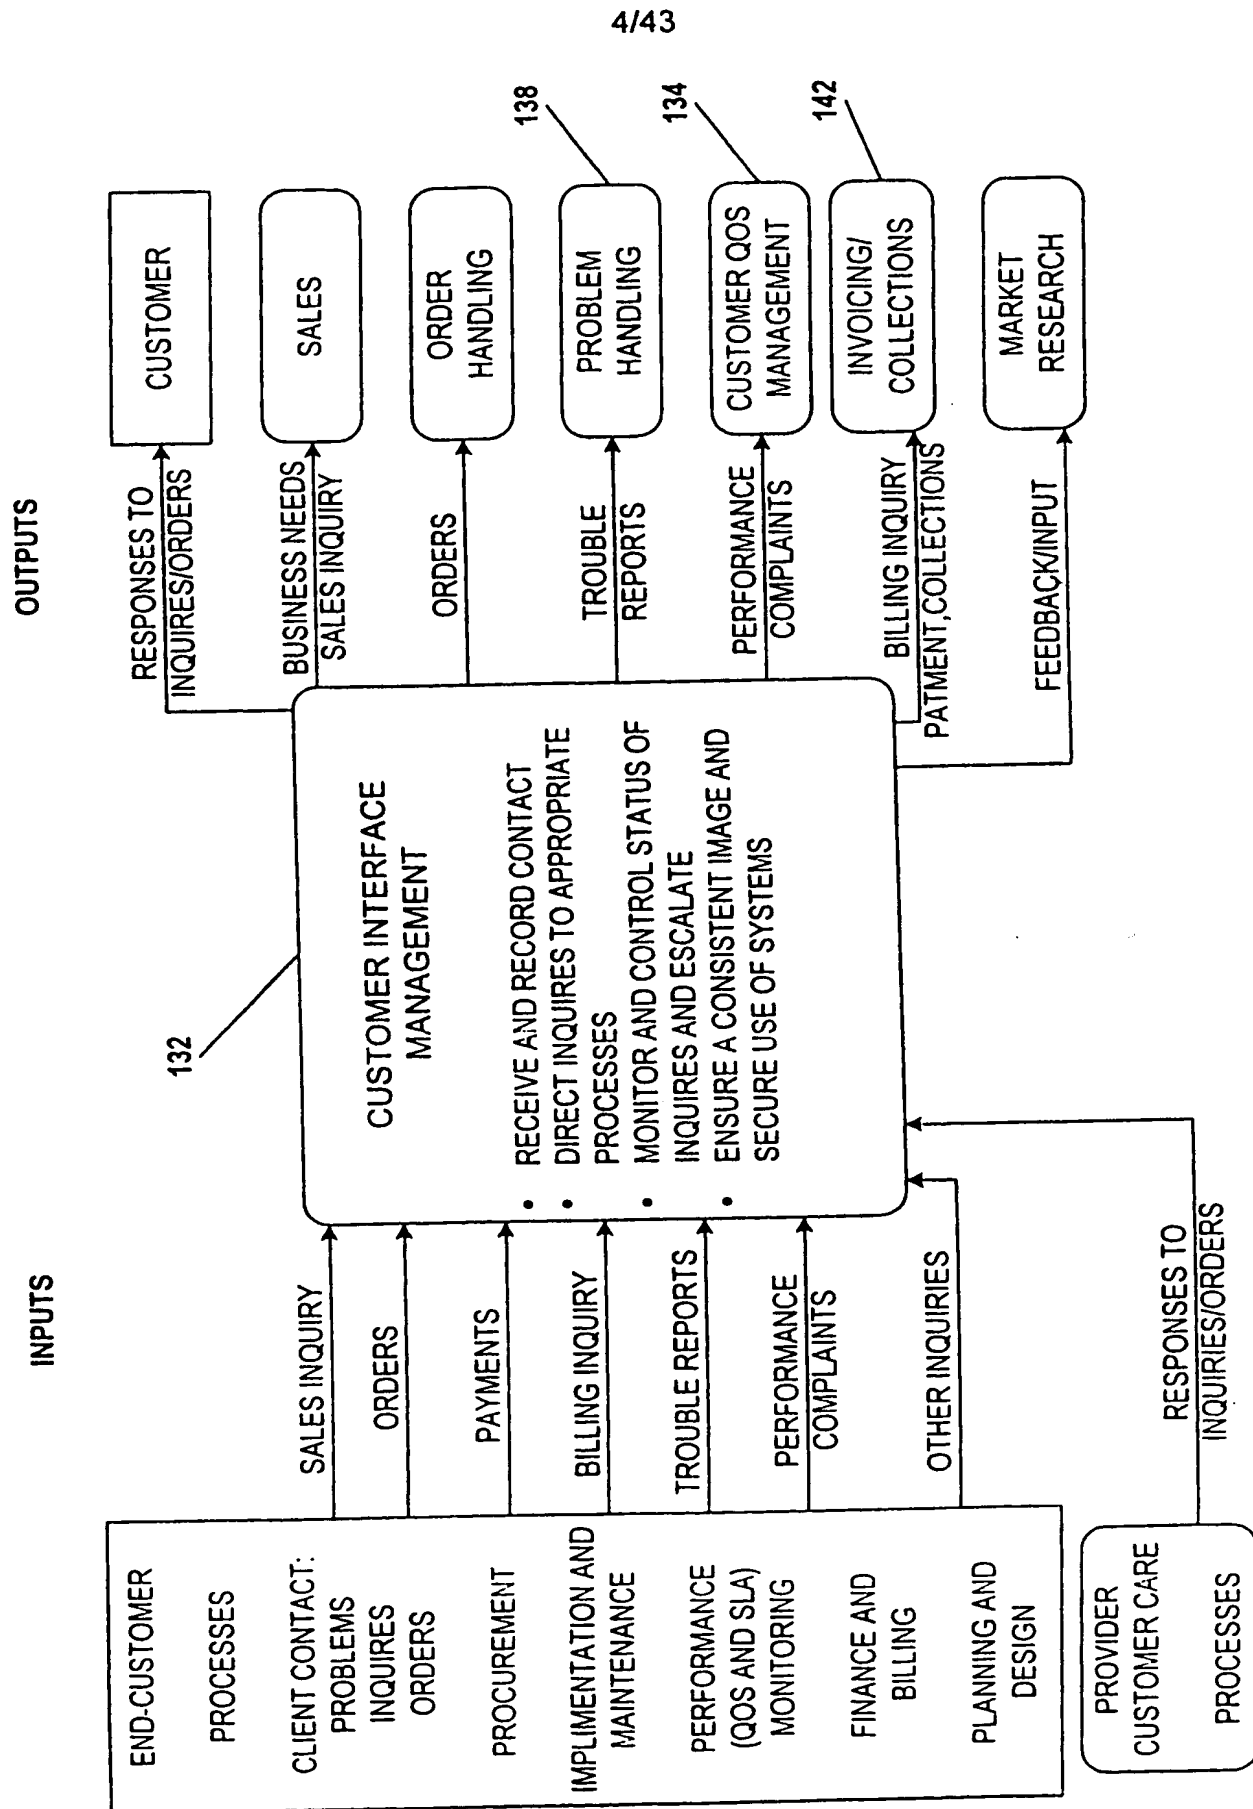 4/43
INPUTS
OUTPUTS
END-CUSTOMER
PROCESSES
CLIENT CONTACT:
PROBLEMS
INQUIRES
ORDERS
PROCUREMENT
IMPLIMENTATION AND
MAINTENANCE
PERFORMANCE
(QOS AND SLA)
MONITORING
FINANCE AND
BILLING
PLANNING AND
DESIGN
PROVIDER
CUSTOMER CARE
PROCESSES
SALES INQUIRY
ORDERS
PAYMENTS
BILLING INQUIRY
TROUBLE REPORTS
PERFORMANCE
COMPLAINTS
OTHER INQUIRIES
RESPONSES TO
INQUIRIES/ORDERS
132
CUSTOMER INTERFACE
MANAGEMENT
• RECEIVE AND RECORD CONTACT
• DIRECT INQUIRES TO APPROPRIATE
PROCESSES
• MONITOR AND CONTROL STATUS OF
INQUIRES AND ESCALATE
• ENSURE A CONSISTENT IMAGE AND
SECURE USE OF SYSTEMS
RESPONSES TO
INQUIRES/ORDERS
BUSINESS NEEDS
SALES INQUIRY
ORDERS
TROUBLE
REPORTS
PERFORMANCE
COMPLAINTS
BILLING INQUIRY
PATMENT,COLLECTIONS
FEEDBACK/INPUT
CUSTOMER
SALES
ORDER
HANDLING
PROBLEM
HANDLING
138
CUSTOMER QOS
MANAGEMENT
134
INVOICING/
COLLECTIONS
142
MARKET
RESEARCH